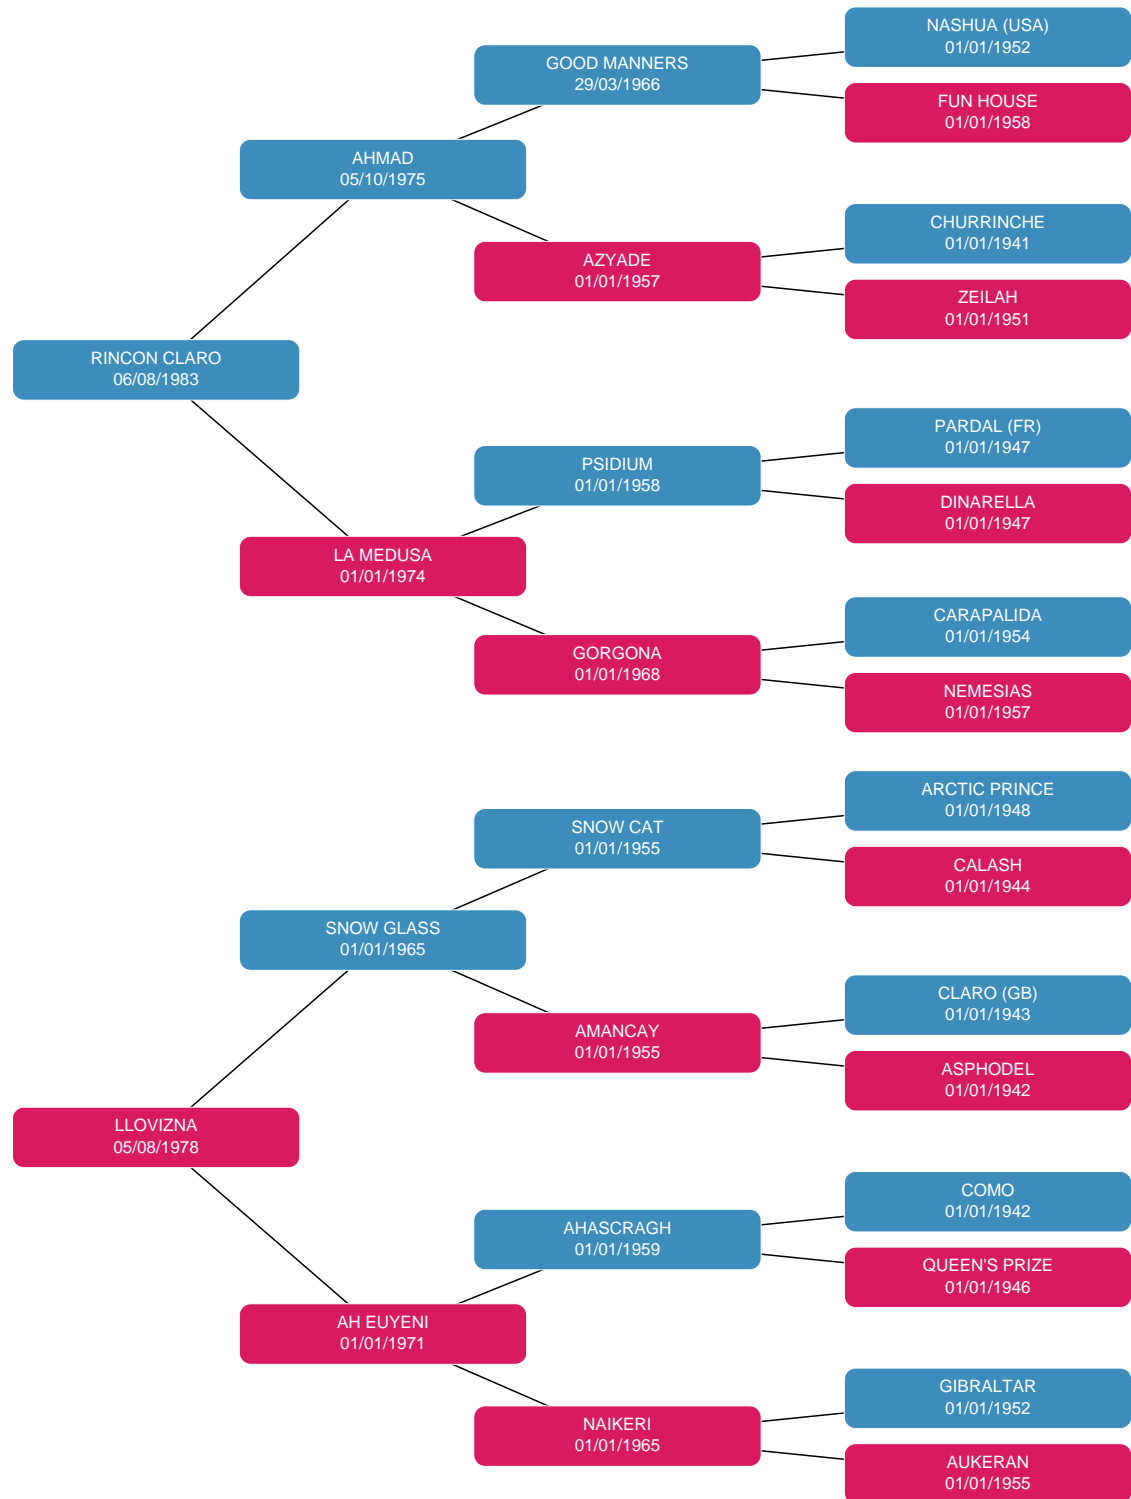 NASHUA (USA)
01/01/1952
GOOD MANNERS
29/03/1966
FUN HOUSE
01/01/1958
AHMAD
05/10/1975
CHURRINCHE
01/01/1941
AZYADE
01/01/1957
ZEILAH
01/01/1951
RINCON CLARO
06/08/1983
PARDAL (FR)
01/01/1947
PSIDIUM
01/01/1958
DINARELLA
01/01/1947
LA MEDUSA
01/01/1974
CARAPALIDA
01/01/1954
GORGONA
01/01/1968
NEMESIAS
01/01/1957
ARCTIC PRINCE
01/01/1948
SNOW CAT
01/01/1955
CALASH
01/01/1944
SNOW GLASS
01/01/1965
CLARO (GB)
01/01/1943
AMANCAY
01/01/1955
ASPHODEL
01/01/1942
LLOVIZNA
05/08/1978
COMO
01/01/1942
AHASCRAGH
01/01/1959
QUEEN'S PRIZE
01/01/1946
AH EUYENI
01/01/1971
GIBRALTAR
01/01/1952
NAIKERI
01/01/1965
AUKERAN
01/01/1955